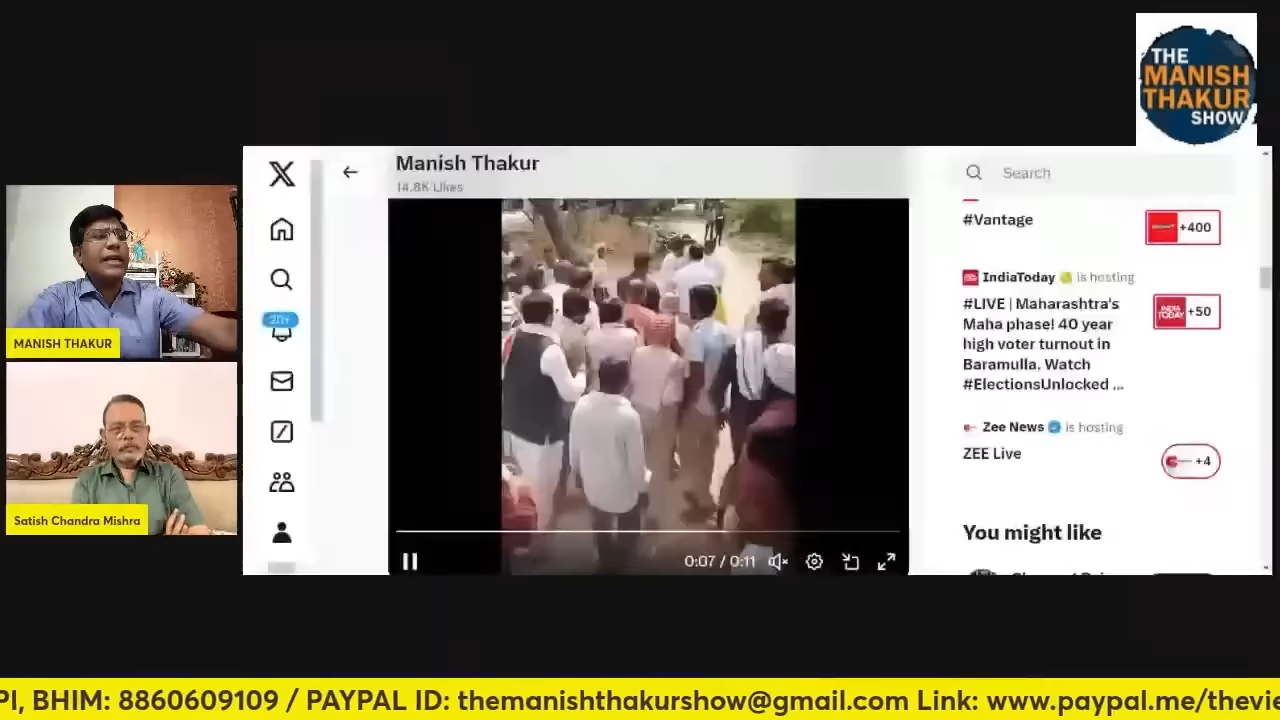 THE
MANISH
THAKUR
SHOW
Manish Thakur
14.8K Likes
Search
#Vantage
+400
IndiaToday is hosting
#LIVE | Maharashtra's
Maha phase! 40 year
high voter turnout in
Baramulla. Watch
#ElectionsUnlocked ...
INDIA
TODAY
+50
Zee News is hosting
ZEE Live
+4
You might like
20+
MANISH THAKUR
Satish Chandra Mishra
0:07 / 0:11
PI, BHIM: 8860609109 / PAYPAL ID: themanishthakurshow@gmail.com Link: www.paypal.me/thevie